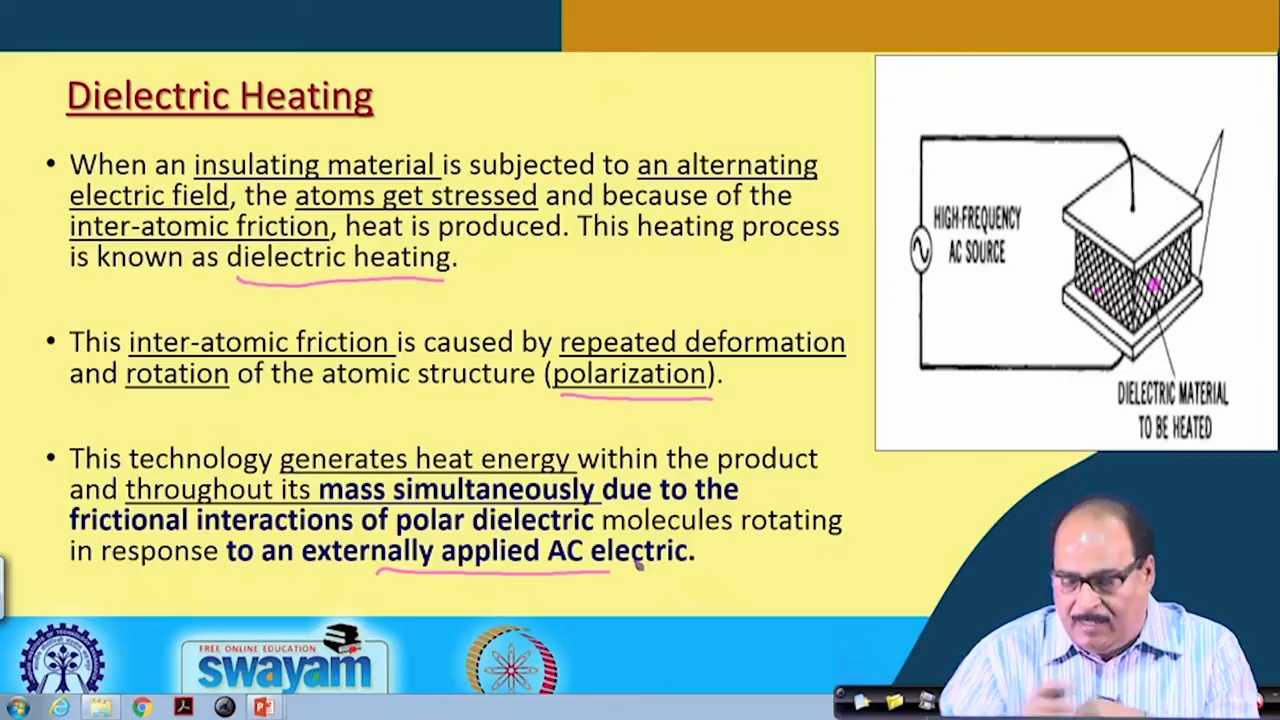 Dielectric Heating
• When an insulating material is subjected to an alternating
electric field, the atoms get stressed and because of the
inter-atomic friction, heat is produced. This heating process
is known as dielectric heating.
• This inter-atomic friction is caused by repeated deformation
and rotation of the atomic structure (polarization).
• This technology generates heat energy within the product
and throughout its mass simultaneously due to the
frictional interactions of polar dielectric molecules rotating
in response to an externally applied AC electric.
HIGH-FREQUENCY
AC SOURCE
DIELECTRIC MATERIAL
TO BE HEATED
FREE ONLINE EDUCATION
swayam